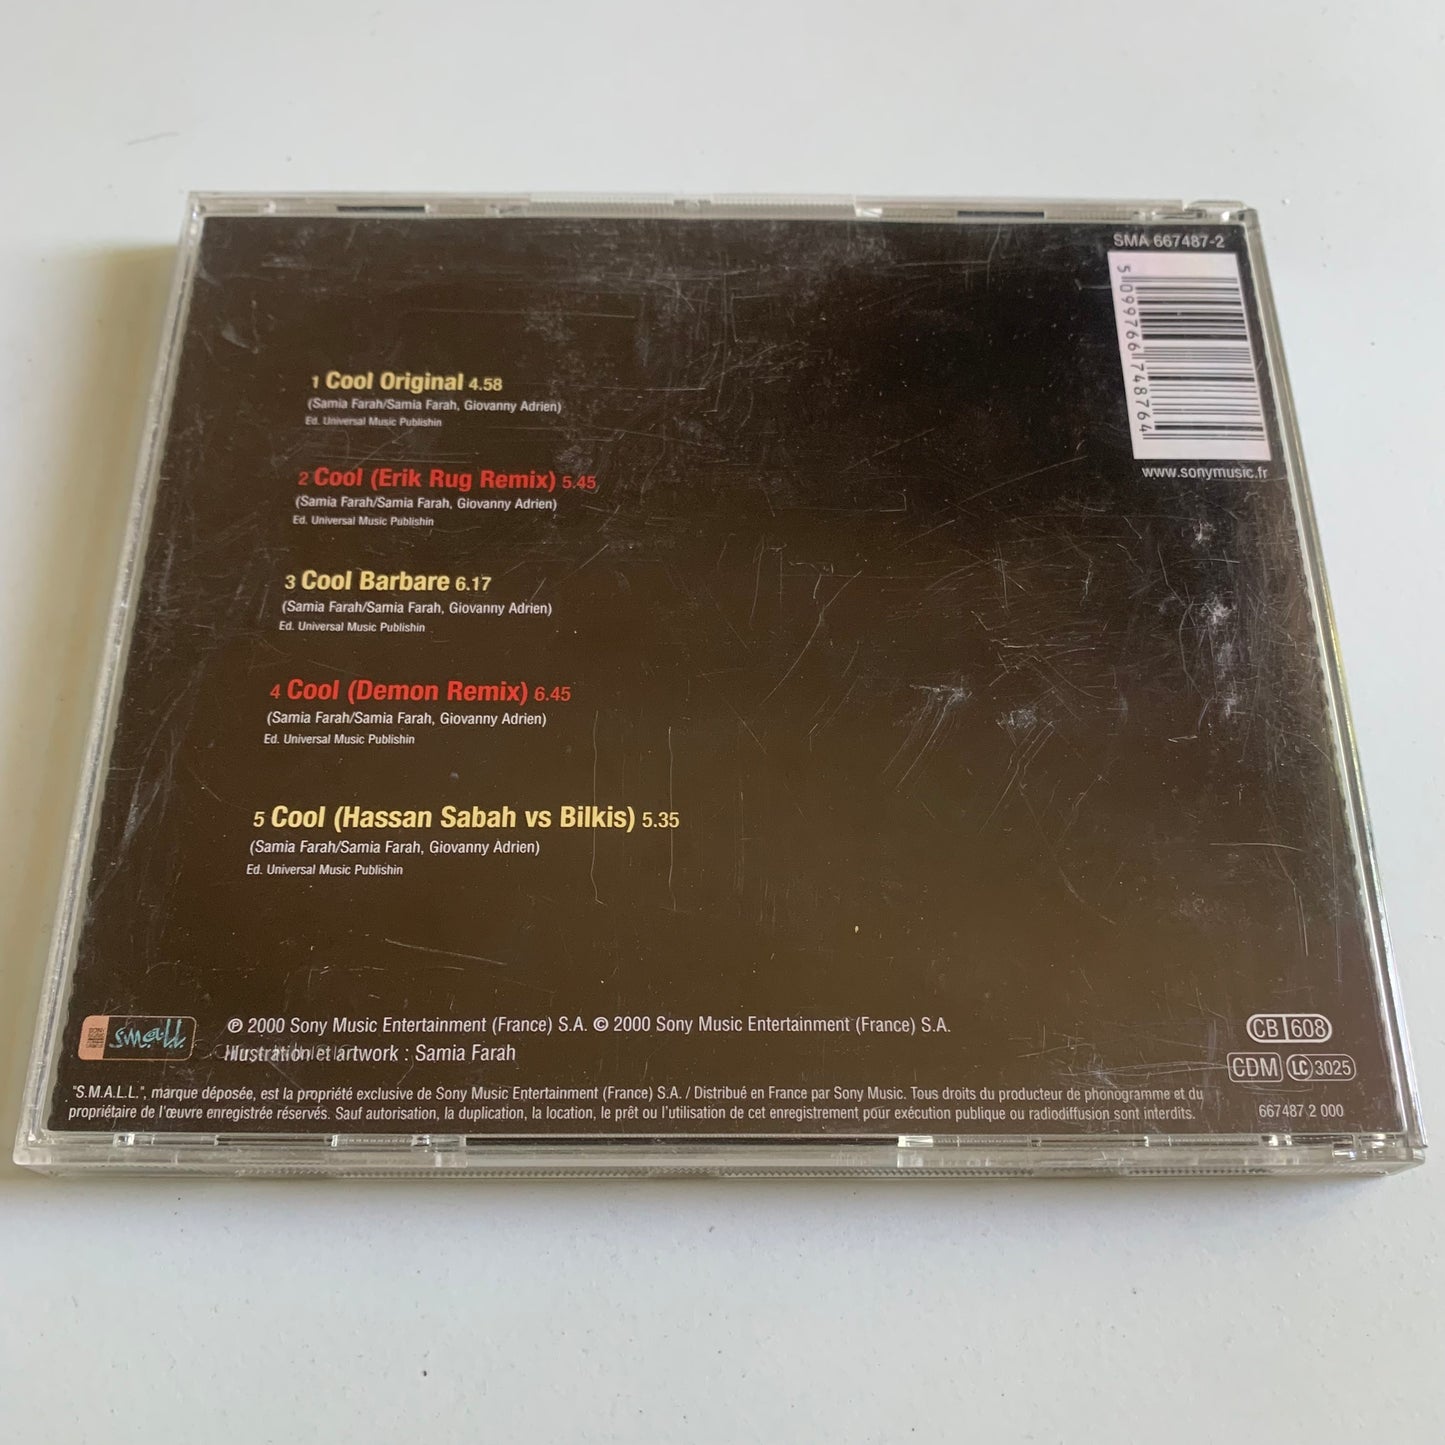 SMA 667487-2
5 099766 748764
www.sonymusic.fr
1 Cool Original 4.58
(Samia Farah/Samia Farah, Giovanny Adrien)
Ed. Universal Music Publishin
2 Cool (Erik Rug Remix) 5.45
(Samia Farah/Samia Farah, Giovanny Adrien)
Ed. Universal Music Publishin
3 Cool Barbare 6.17
(Samia Farah/Samia Farah, Giovanny Adrien)
Ed. Universal Music Publishin
4 Cool (Demon Remix) 6.45
(Samia Farah/Samia Farah, Giovanny Adrien)
Ed. Universal Music Publishin
5 Cool (Hassan Sabah vs Bilkis) 5.35
(Samia Farah/Samia Farah, Giovanny Adrien)
Ed. Universal Music Publishin
s.m.a.l.l.
℗ 2000 Sony Music Entertainment (France) S.A. © 2000 Sony Music Entertainment (France) S.A.
Illustration et artwork : Samia Farah
CB 608
CDM LC 3025
"S.M.A.L.L.", marque déposée, est la propriété exclusive de Sony Music Entertainment (France) S.A. / Distribué en France par Sony Music. Tous droits du producteur de phonogramme et du
propriétaire de l'œuvre enregistrée réservés. Sauf autorisation, la duplication, la location, le prêt ou l'utilisation de cet enregistrement pour exécution publique ou radiodiffusion sont interdits.
667487 2 000